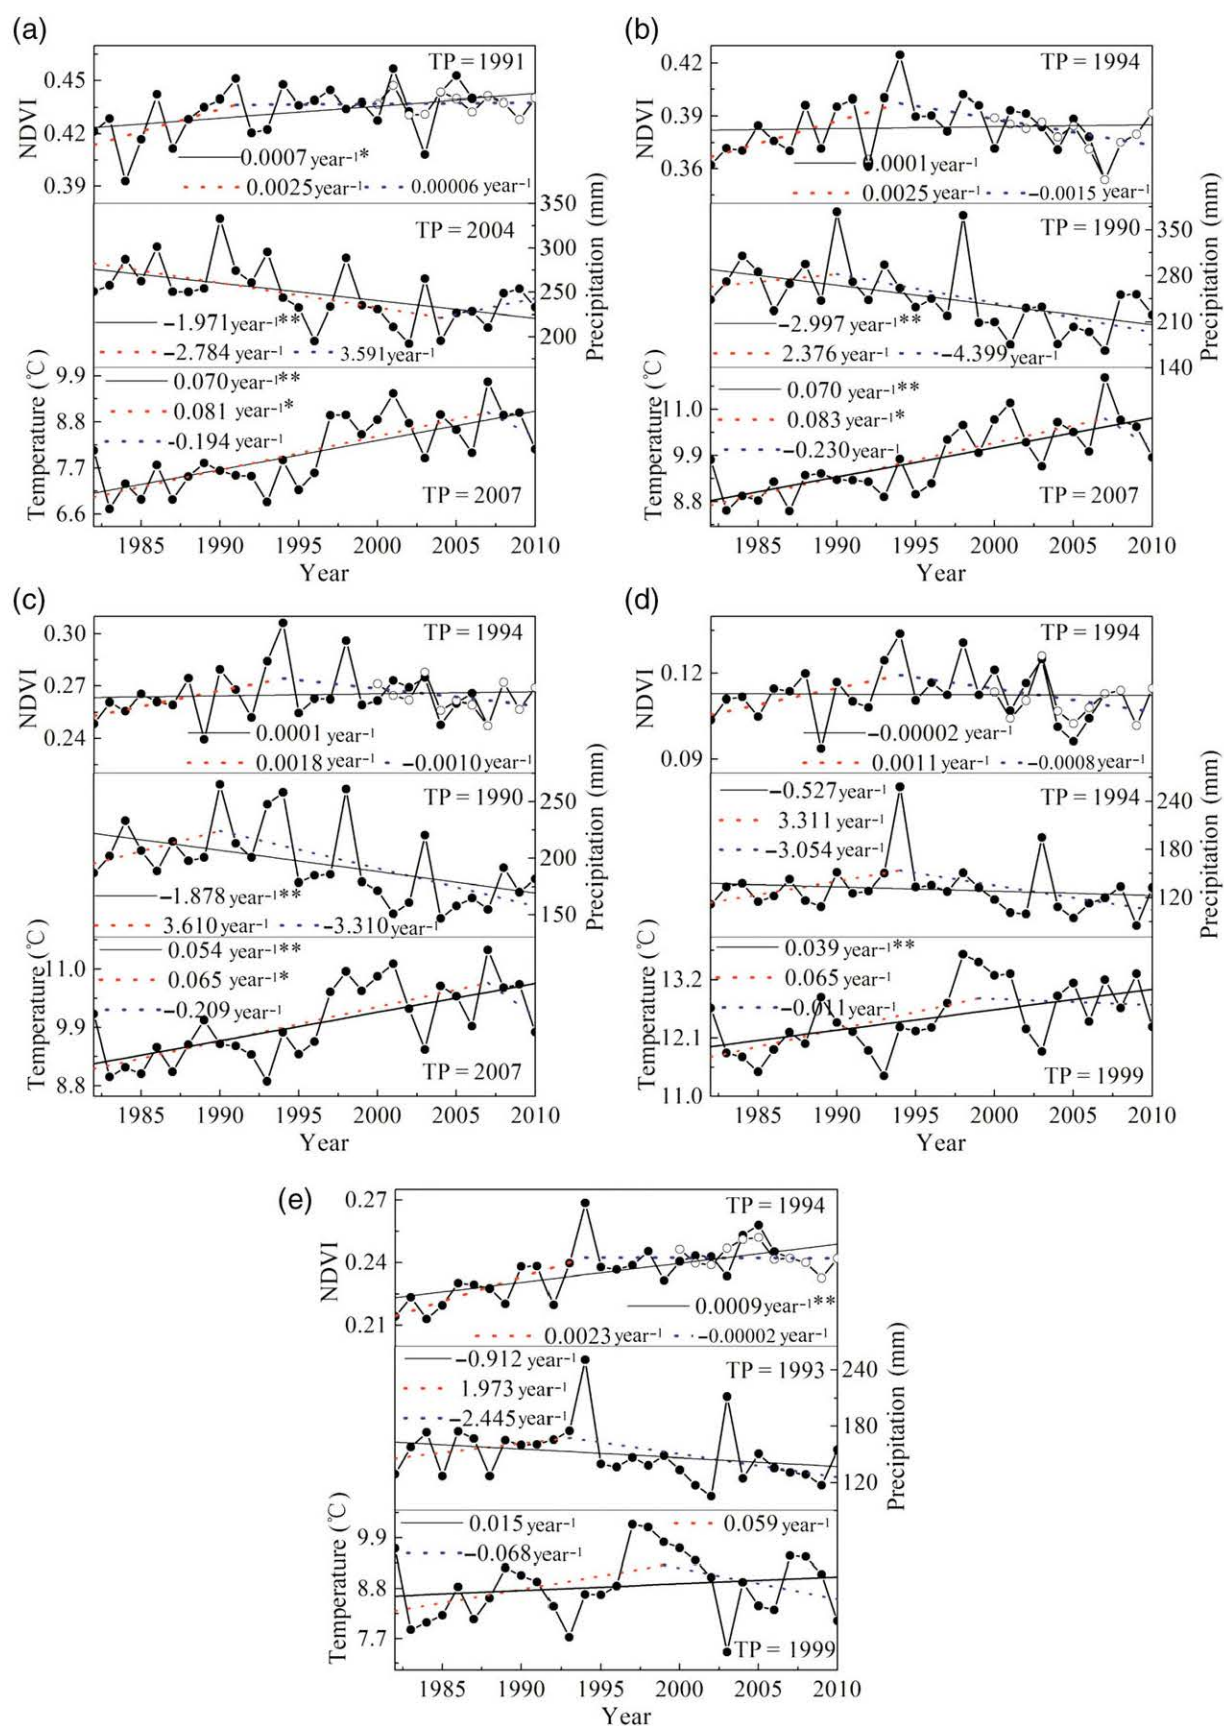 (a)
TP = 1991
NDVI
0.45
0.42
0.39
0.0007 year⁻¹*
0.0025 year⁻¹ 0.00006 year⁻¹
TP = 2004
Precipitation (mm)
350
300
250
200
−1.971 year⁻¹**
−2.784 year⁻¹ 3.591 year⁻¹
Temperature (℃)
9.9
8.8
7.7
6.6
0.070 year⁻¹**
0.081 year⁻¹*
−0.194 year⁻¹
TP = 2007
1985 1990 1995 2000 2005 2010
Year
(b)
TP = 1994
NDVI
0.42
0.39
0.36
0.0001 year⁻¹
0.0025 year⁻¹ −0.0015 year⁻¹
TP = 1990
Precipitation (mm)
350
280
210
140
−2.997 year⁻¹**
2.376 year⁻¹ −4.399 year⁻¹
Temperature (℃)
11.0
9.9
8.8
0.070 year⁻¹**
0.083 year⁻¹*
−0.230 year⁻¹
TP = 2007
1985 1990 1995 2000 2005 2010
Year
(c)
TP = 1994
NDVI
0.30
0.27
0.24
0.0001 year⁻¹
0.0018 year⁻¹ −0.0010 year⁻¹
TP = 1990
Precipitation (mm)
250
200
150
−1.878 year⁻¹**
3.610 year⁻¹ −3.310 year⁻¹
Temperature (℃)
11.0
9.9
8.8
0.054 year⁻¹**
0.065 year⁻¹*
−0.209 year⁻¹
TP = 2007
1985 1990 1995 2000 2005 2010
Year
(d)
TP = 1994
NDVI
0.12
0.09
−0.00002 year⁻¹
0.0011 year⁻¹ −0.0008 year⁻¹
TP = 1994
Precipitation (mm)
240
180
120
−0.527 year⁻¹
3.311 year⁻¹
−3.054 year⁻¹
Temperature (℃)
13.2
12.1
11.0
0.039 year⁻¹**
0.065 year⁻¹
−0.011 year⁻¹
TP = 1999
1985 1990 1995 2000 2005 2010
Year
(e)
TP = 1994
NDVI
0.27
0.24
0.21
0.0009 year⁻¹**
0.0023 year⁻¹ −0.00002 year⁻¹
TP = 1993
Precipitation (mm)
240
180
120
−0.912 year⁻¹
1.973 year⁻¹
−2.445 year⁻¹
Temperature (℃)
9.9
8.8
7.7
0.015 year⁻¹ 0.059 year⁻¹
−0.068 year⁻¹
TP = 1999
1985 1990 1995 2000 2005 2010
Year